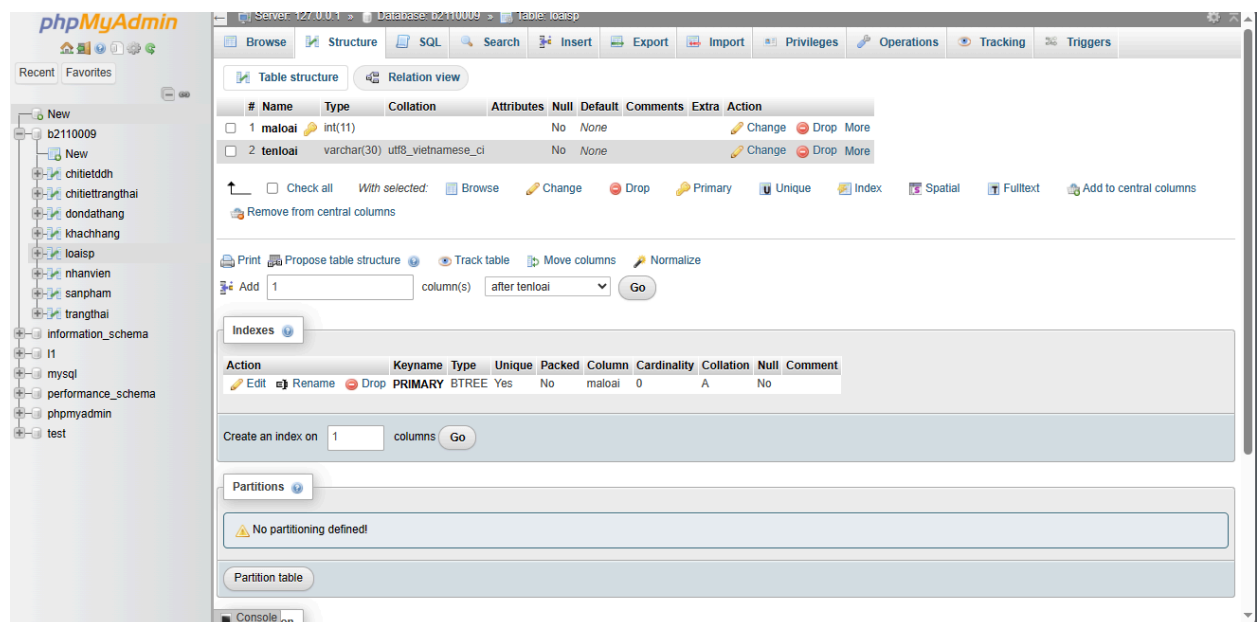 phpMyAdmin
Recent Favorites
New
b2110009
New
chitietddh
chitiettrangthai
dondathang
khachhang
loaisp
nhanvien
sanpham
trangthai
information_schema
l1
mysql
performance_schema
phpmyadmin
test
Server: 127.0.0.1 » Database: b2110009 » Table: loaisp
Browse Structure SQL Search Insert Export Import Privileges Operations Tracking Triggers
Table structure Relation view
# Name Type Collation Attributes Null Default Comments Extra Action
1 maloai int(11) No None Change Drop More
2 tenloai varchar(30) utf8_vietnamese_ci No None Change Drop More
Check all With selected: Browse Change Drop Primary Unique Index Spatial Fulltext Add to central columns
Remove from central columns
Print Propose table structure Track table Move columns Normalize
Add 1 column(s) after tenloai Go
Indexes
Action Keyname Type Unique Packed Column Cardinality Collation Null Comment
Edit Rename Drop PRIMARY BTREE Yes No maloai 0 A No
Create an index on 1 columns Go
Partitions
No partitioning defined!
Partition table
Console